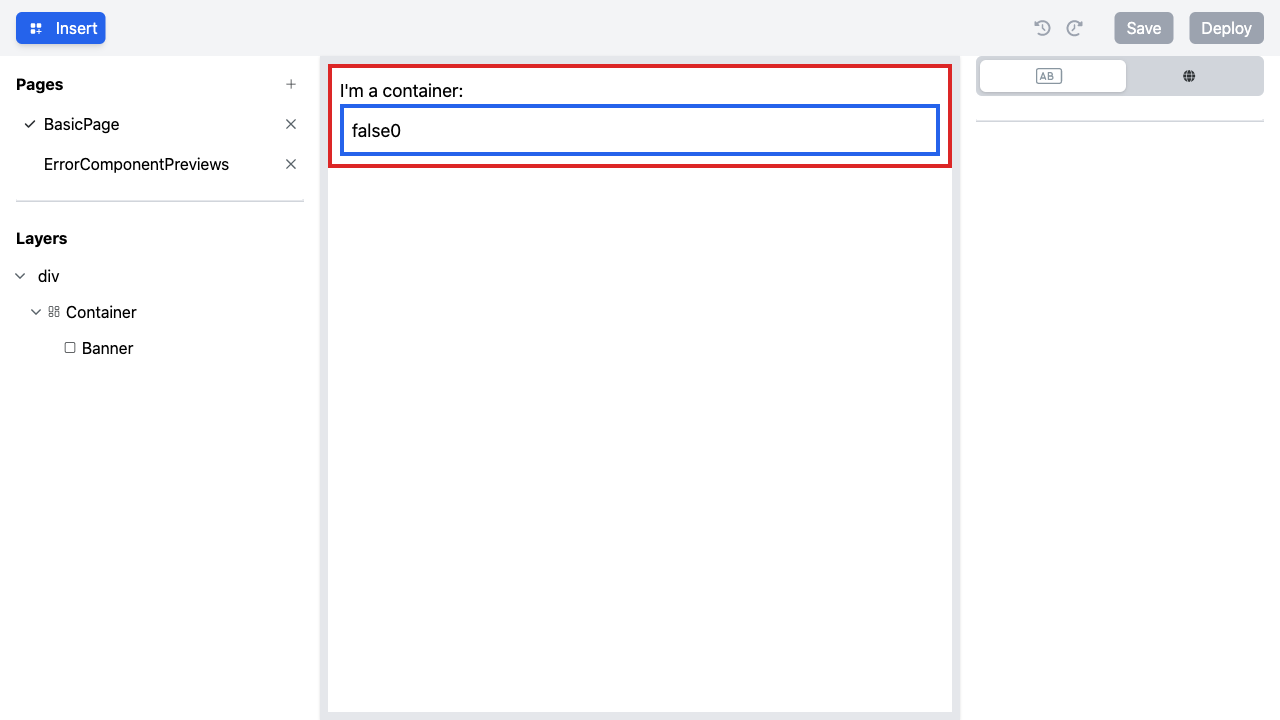 Insert
Save
Deploy
Pages
BasicPage
ErrorComponentPreviews
Layers
div
Container
Banner
I'm a container:
false0
AB